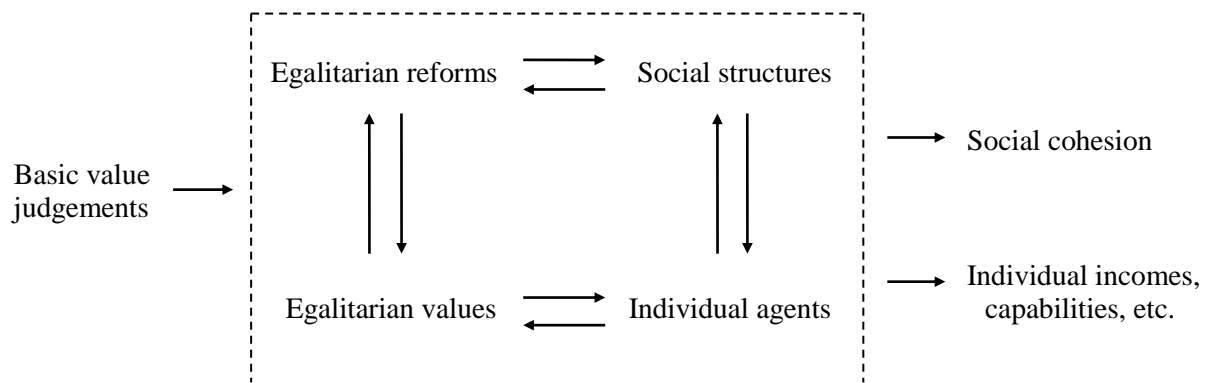 Egalitarian reforms
Social structures
Social cohesion
Basic value
judgements
Individual incomes,
capabilities, etc.
Egalitarian values
Individual agents